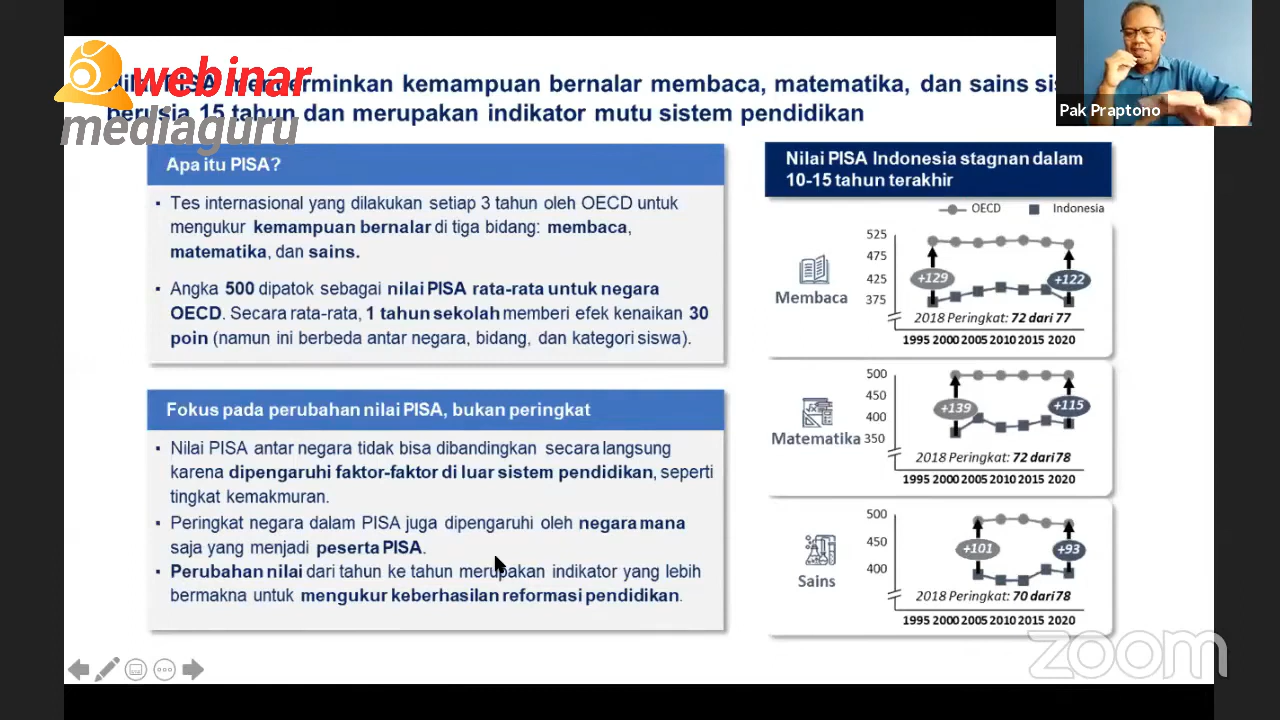 webinar
mediaguru
mencerminkan kemampuan bernalar membaca, matematika, dan sains
berusia 15 tahun dan merupakan indikator mutu sistem pendidikan
Pak Praptono
Apa itu PISA?
▪ Tes internasional yang dilakukan setiap 3 tahun oleh OECD untuk
mengukur kemampuan bernalar di tiga bidang: membaca,
matematika, dan sains.
▪ Angka 500 dipatok sebagai nilai PISA rata-rata untuk negara
OECD. Secara rata-rata, 1 tahun sekolah memberi efek kenaikan 30
poin (namun ini berbeda antar negara, bidang, dan kategori siswa).
Fokus pada perubahan nilai PISA, bukan peringkat
▪ Nilai PISA antar negara tidak bisa dibandingkan secara langsung
karena dipengaruhi faktor-faktor di luar sistem pendidikan, seperti
tingkat kemakmuran.
▪ Peringkat negara dalam PISA juga dipengaruhi oleh negara mana
saja yang menjadi peserta PISA.
▪ Perubahan nilai dari tahun ke tahun merupakan indikator yang lebih
bermakna untuk mengukur keberhasilan reformasi pendidikan.
Nilai PISA Indonesia stagnan dalam
10-15 tahun terakhir
OECD Indonesia
Membaca
525
475
425
375
+129 +122
2018 Peringkat: 72 dari 77
1995 2000 2005 2010 2015 2020
Matematika
500
450
400
350
+139 +115
2018 Peringkat: 72 dari 78
1995 2000 2005 2010 2015 2020
Sains
500
450
400
+101 +93
2018 Peringkat: 70 dari 78
1995 2000 2005 2010 2015 2020
zoom